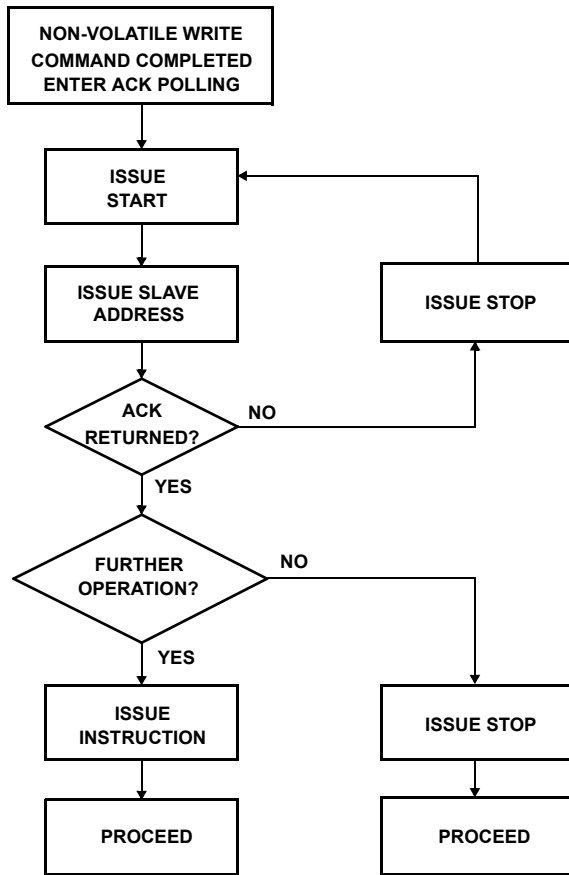 NON-VOLATILE WRITE
COMMAND COMPLETED
ENTER ACK POLLING
ISSUE
START
ISSUE SLAVE
ADDRESS
ISSUE STOP
ACK
RETURNED?
NO
YES
FURTHER
OPERATION?
NO
YES
ISSUE
INSTRUCTION
ISSUE STOP
PROCEED
PROCEED